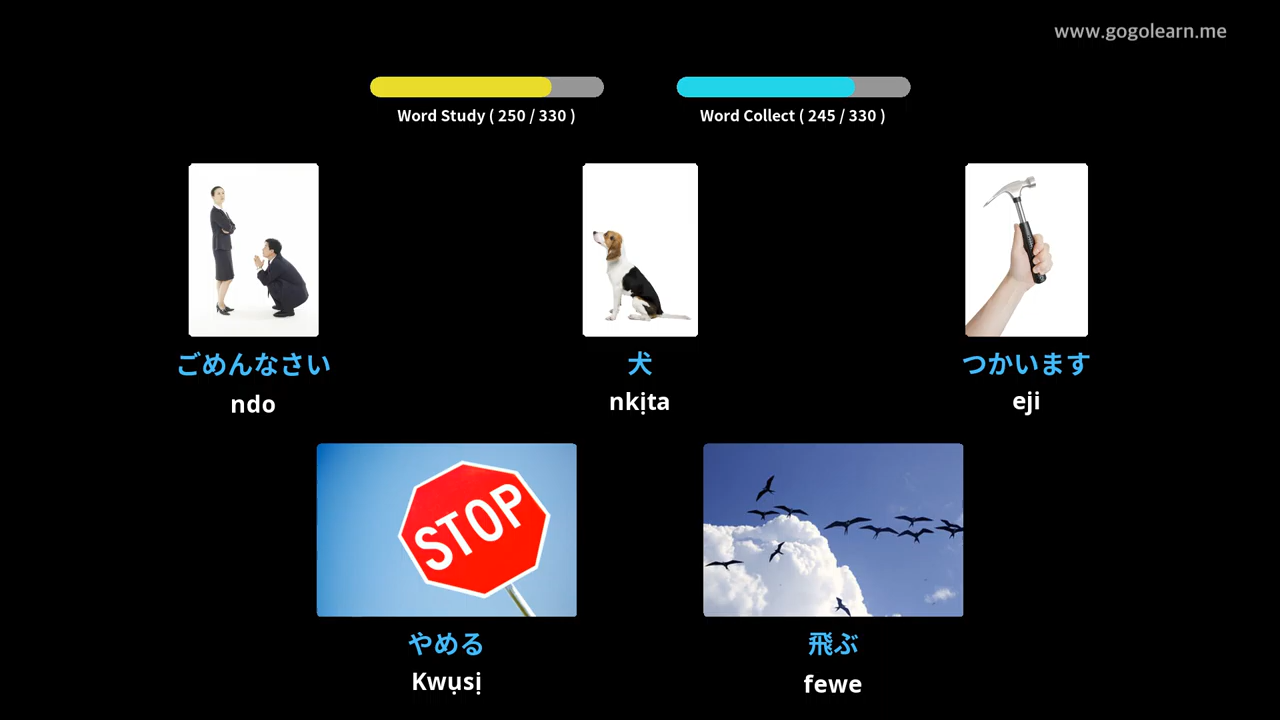 www.gogolearn.me
Word Study ( 250 / 330 )
Word Collect ( 245 / 330 )
ごめんなさい
ndo
犬
nkịta
つかいます
eji
STOP
やめる
Kwụsị
飛ぶ
fewe